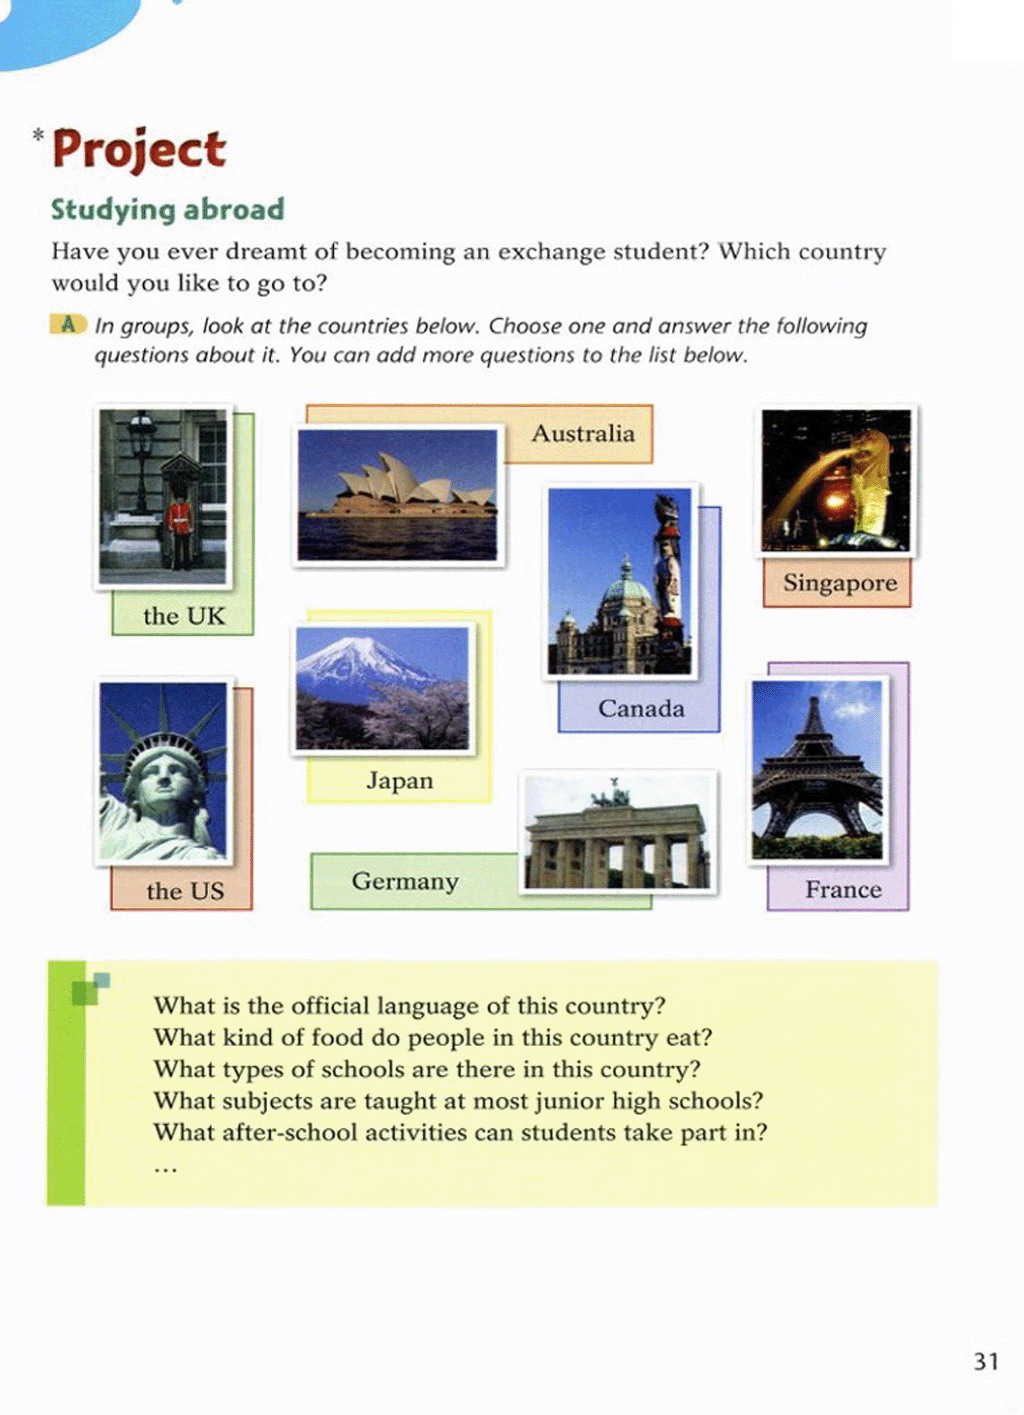 *Project
Studying abroad
Have you ever dreamt of becoming an exchange student? Which country
would you like to go to?
A In groups, look at the countries below. Choose one and answer the following
questions about it. You can add more questions to the list below.
Australia
Singapore
the UK
Canada
Japan
Germany
the US
France
What is the official language of this country?
What kind of food do people in this country eat?
What types of schools are there in this country?
What subjects are taught at most junior high schools?
What after-school activities can students take part in?
...
31